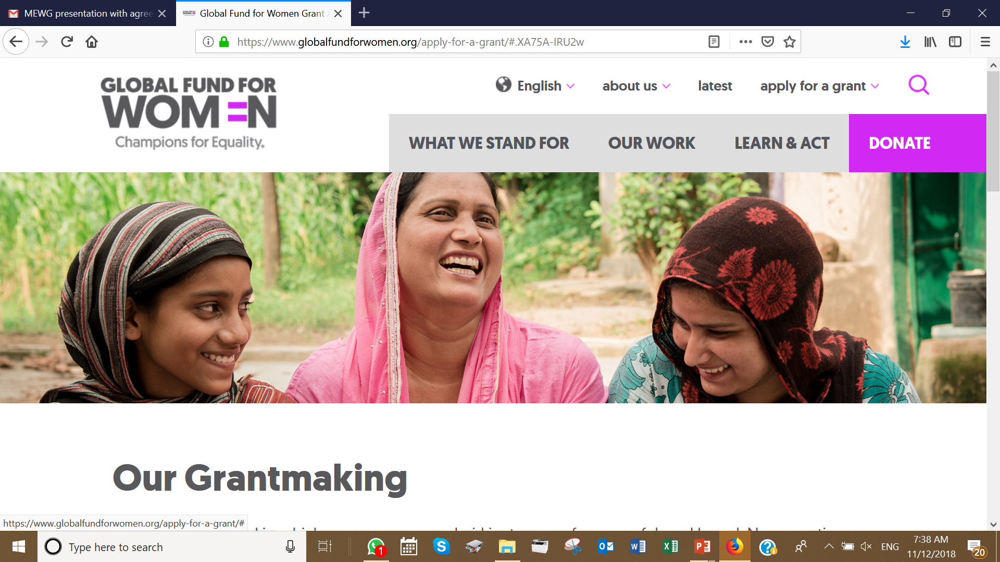 MEWG presentation with agree
Global Fund for Women Grant
https://www.globalfundforwomen.org/apply-for-a-grant/#.XA75A-IRU2w
GLOBAL FUND FOR
WOMEN
Champions for Equality.
English
about us
latest
apply for a grant
WHAT WE STAND FOR
OUR WORK
LEARN & ACT
DONATE
Our Grantmaking
https://www.globalfundforwomen.org/apply-for-a-grant/#
Type here to search
1
ENG
7:38 AM
11/12/2018
20